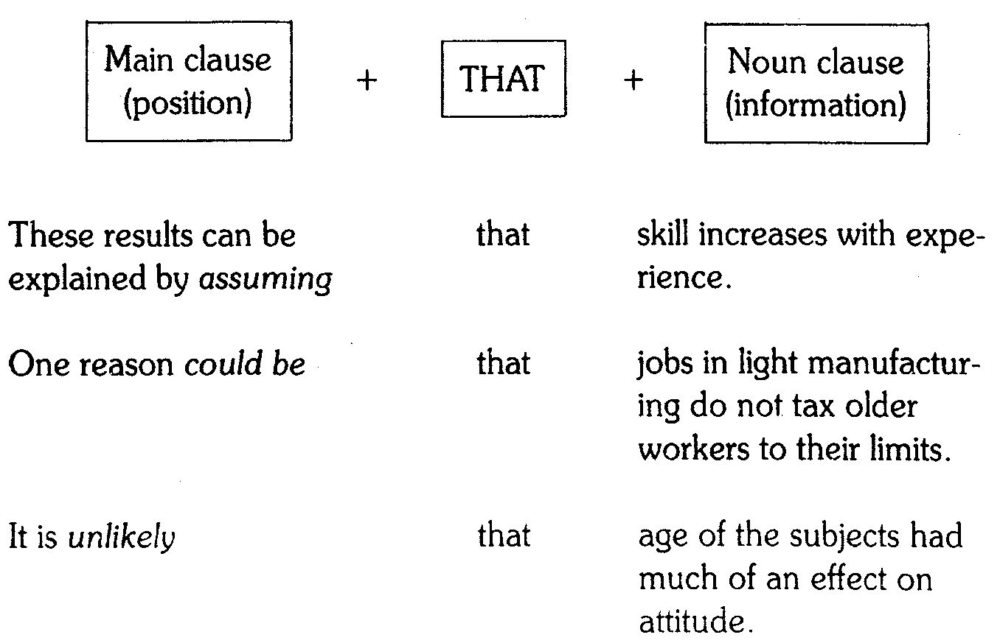 Main clause
(position)
+
THAT
+
Noun clause
(information)
These results can be
explained by assuming
that
skill increases with expe-
rience.
One reason could be
that
jobs in light manufactur-
ing do not tax older
workers to their limits.
It is unlikely
that
age of the subjects had
much of an effect on
attitude.